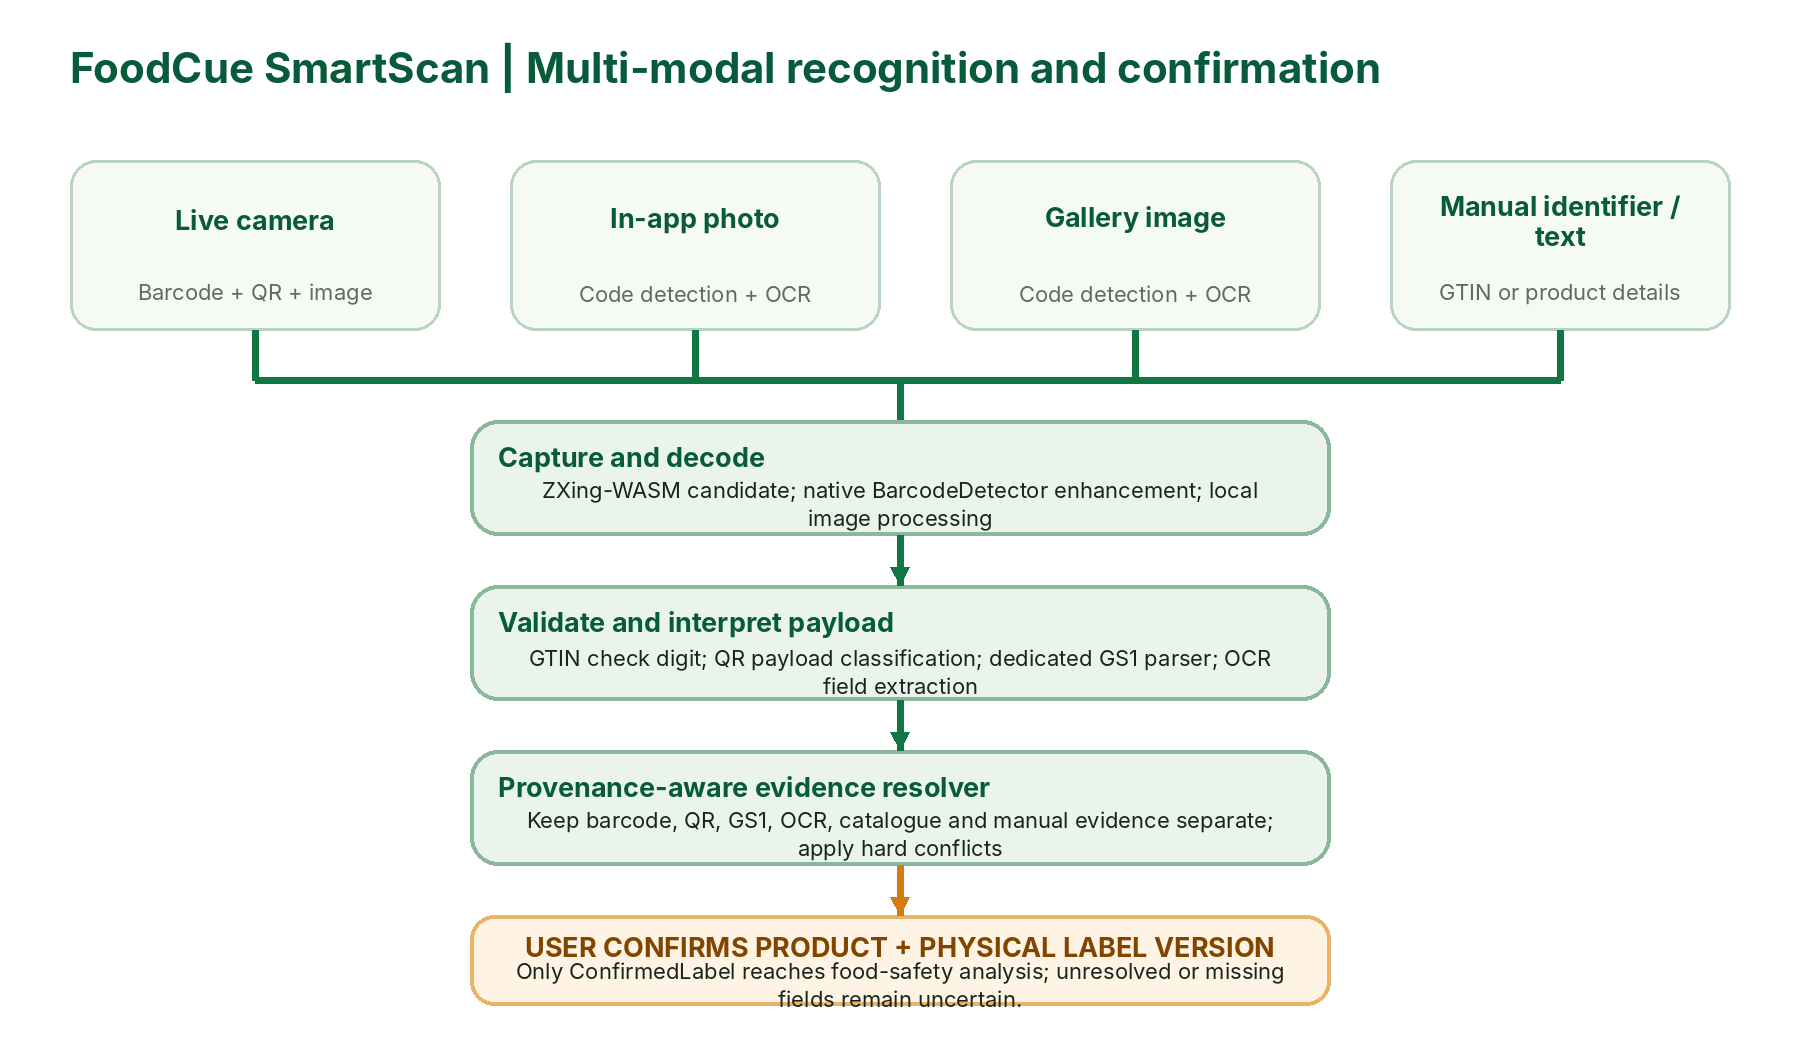 FoodCue SmartScan | Multi-modal recognition and confirmation
Live camera
Barcode + QR + image
In-app photo
Code detection + OCR
Gallery image
Code detection + OCR
Manual identifier /
text
GTIN or product details
Capture and decode
ZXing-WASM candidate; native BarcodeDetector enhancement; local
image processing
Validate and interpret payload
GTIN check digit; QR payload classification; dedicated GS1 parser; OCR
field extraction
Provenance-aware evidence resolver
Keep barcode, QR, GS1, OCR, catalogue and manual evidence separate;
apply hard conflicts
USER CONFIRMS PRODUCT + PHYSICAL LABEL VERSION
Only ConfirmedLabel reaches food-safety analysis; unresolved or missing
fields remain uncertain.